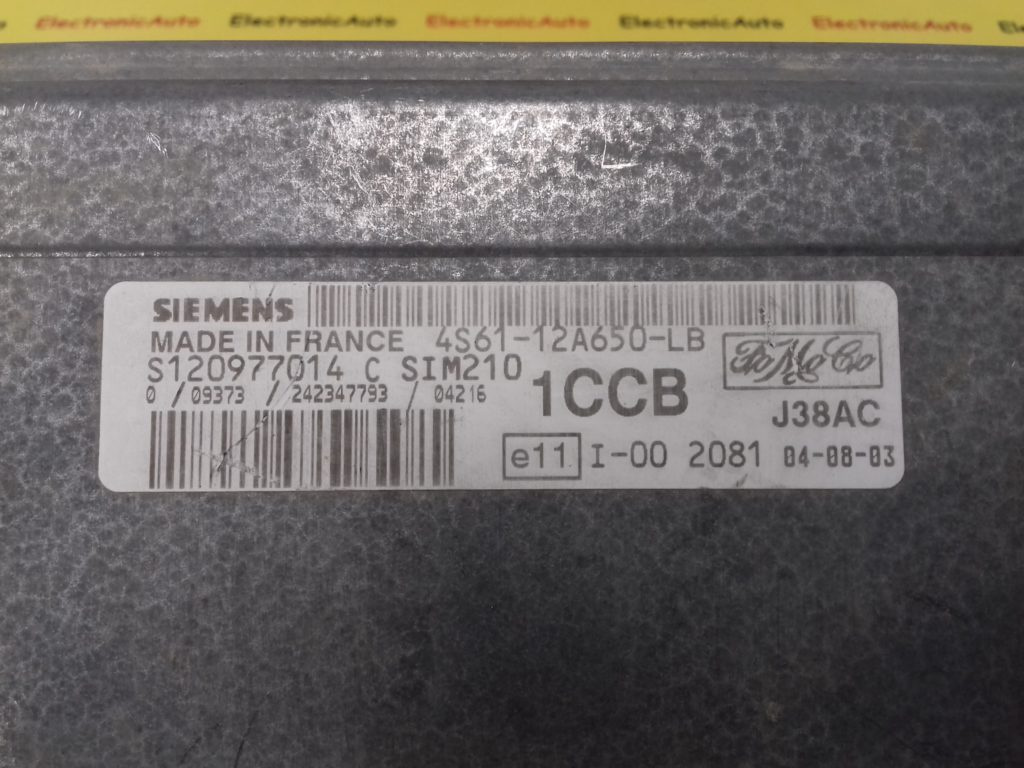 ElectronicAuto ElectronicAuto ElectronicAuto ElectronicAuto ElectronicAuto
SIEMENS
MADE IN FRANCE 4S61-12A650-LB
S120977014 C SIM210
FoMoCo
0 / 09373 / 242347793 / 04216
1CCB
J38AC
e11 I-00 2081 04-08-03